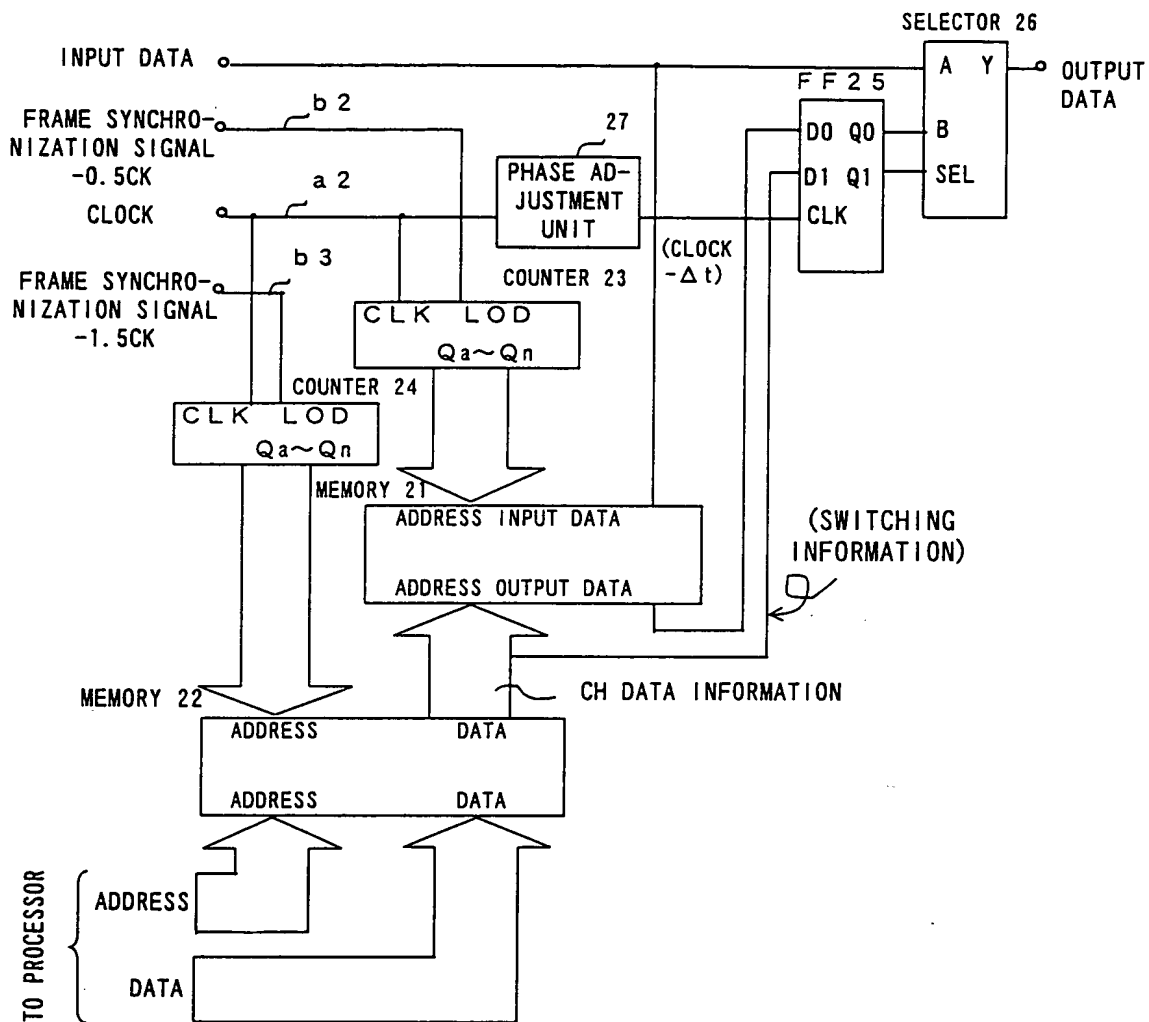 SELECTOR 26
INPUT DATA
A Y
OUTPUT
DATA
FF25
b2
FRAME SYNCHRO-
NIZATION SIGNAL
-0.5CK
27
D0 Q0
B
PHASE AD-
JUSTMENT
UNIT
D1 Q1
SEL
a2
CLOCK
CLK
(CLOCK
-Δt)
b3
FRAME SYNCHRO-
NIZATION SIGNAL
-1.5CK
COUNTER 23
CLK LOD
Qa~Qn
COUNTER 24
CLK LOD
Qa~Qn
MEMORY 21
ADDRESS INPUT DATA
(SWITCHING
INFORMATION)
ADDRESS OUTPUT DATA
CH DATA INFORMATION
MEMORY 22
ADDRESS DATA
ADDRESS DATA
TO PROCESSOR
ADDRESS
DATA